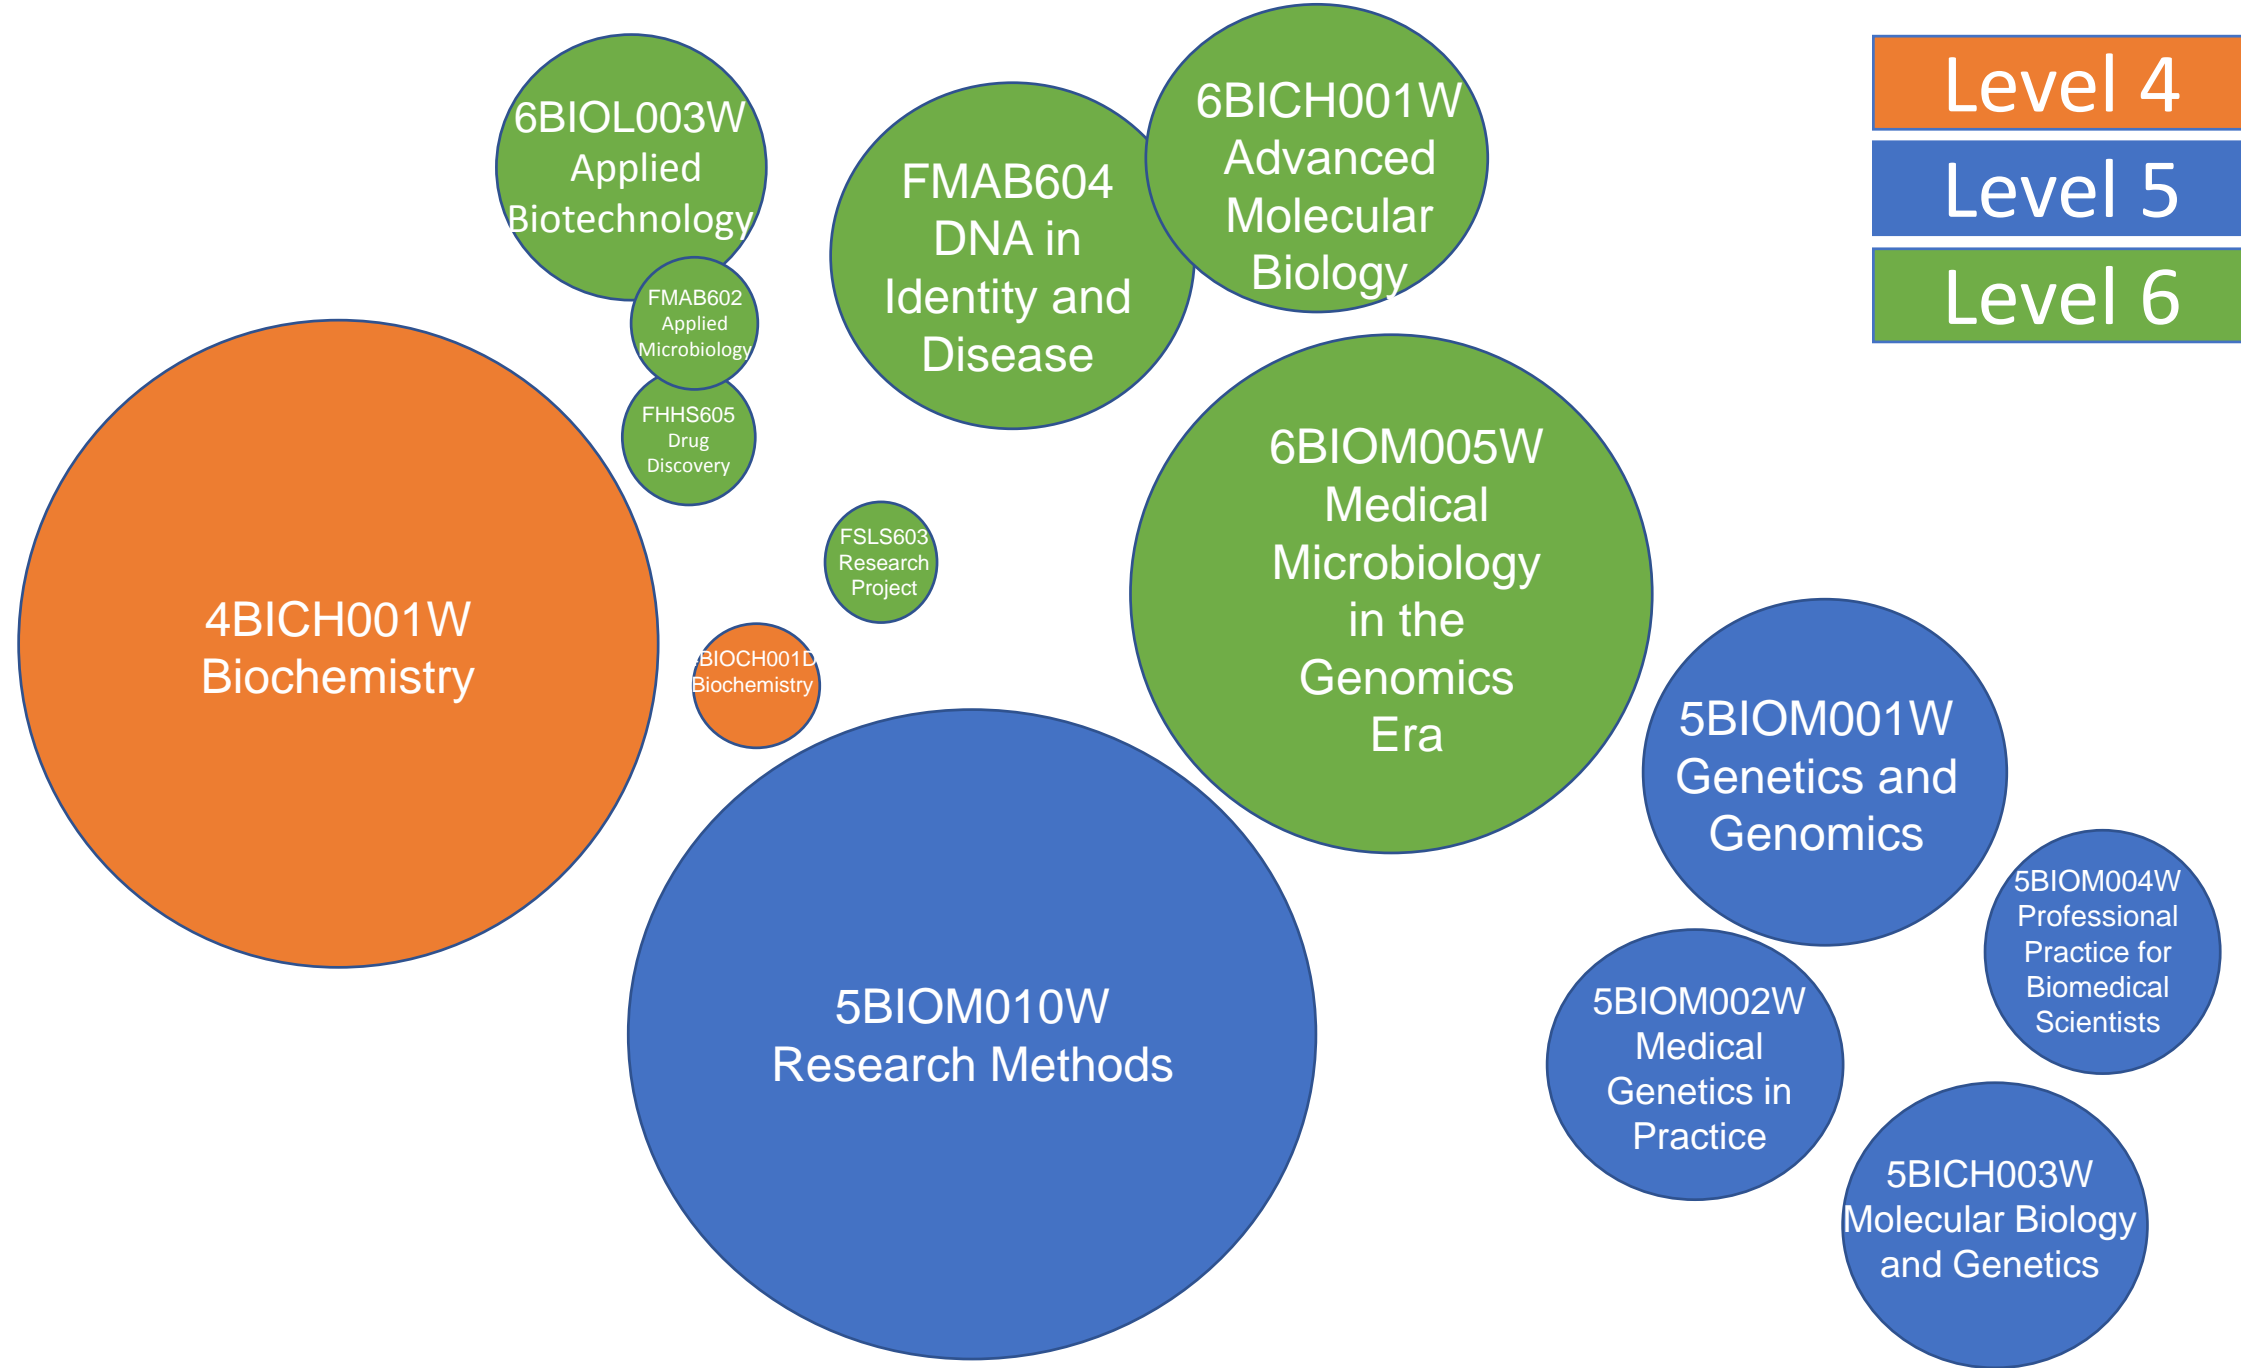 6BIOL003W
Applied
Biotechnology
FMAB602
Applied
Microbiology
FHHS605
Drug
Discovery
FMAB604
DNA in
Identity and
Disease
6BICH001W
Advanced
Molecular
Biology
Level 4
Level 5
Level 6
4BICH001W
Biochemistry
FSLS603
Research
Project
BIOCH001D
Biochemistry
6BIOM005W
Medical
Microbiology
in the
Genomics
Era
5BIOM010W
Research Methods
5BIOM001W
Genetics and
Genomics
5BIOM004W
Professional
Practice for
Biomedical
Scientists
5BIOM002W
Medical
Genetics in
Practice
5BICH003W
Molecular Biology
and Genetics